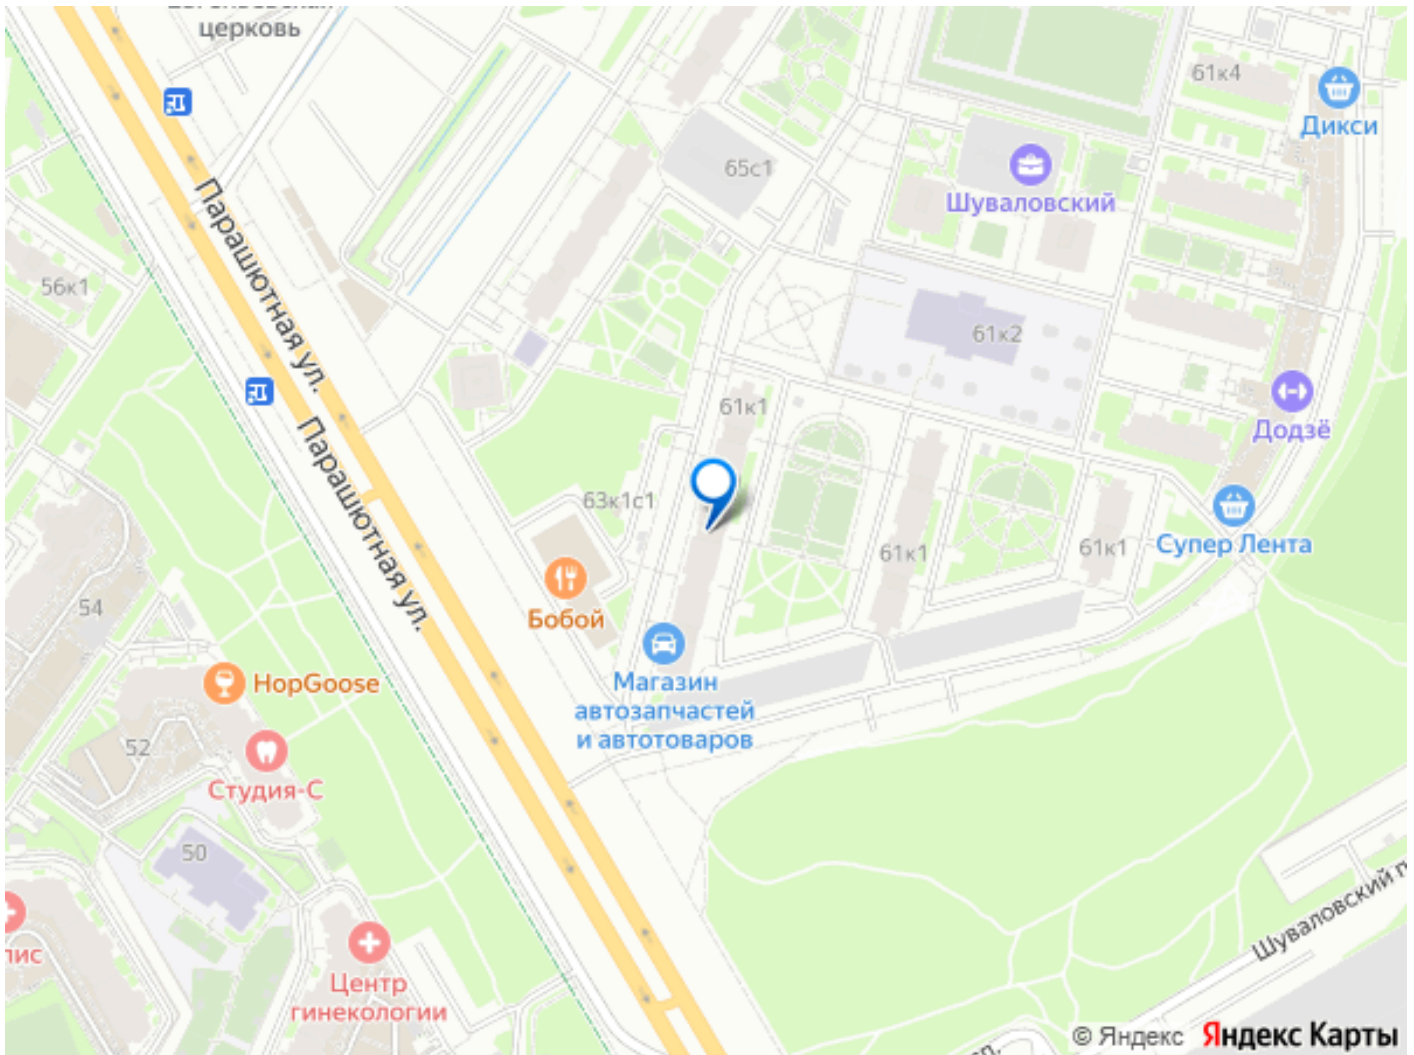 церковь
61к4
Дикси
65с1
Шуваловский
Парашютная ул.
56к1
61к2
61к1
Додзё
Парашютная ул.
63к1с1
61к1
61к1
Супер Лента
Бобой
54
HopGoose
Магазин
автозапчастей
и автотоваров
52
Студия-С
50
Шуваловский п
лис
Центр
гинекологии
© Яндекс Яндекс Карты